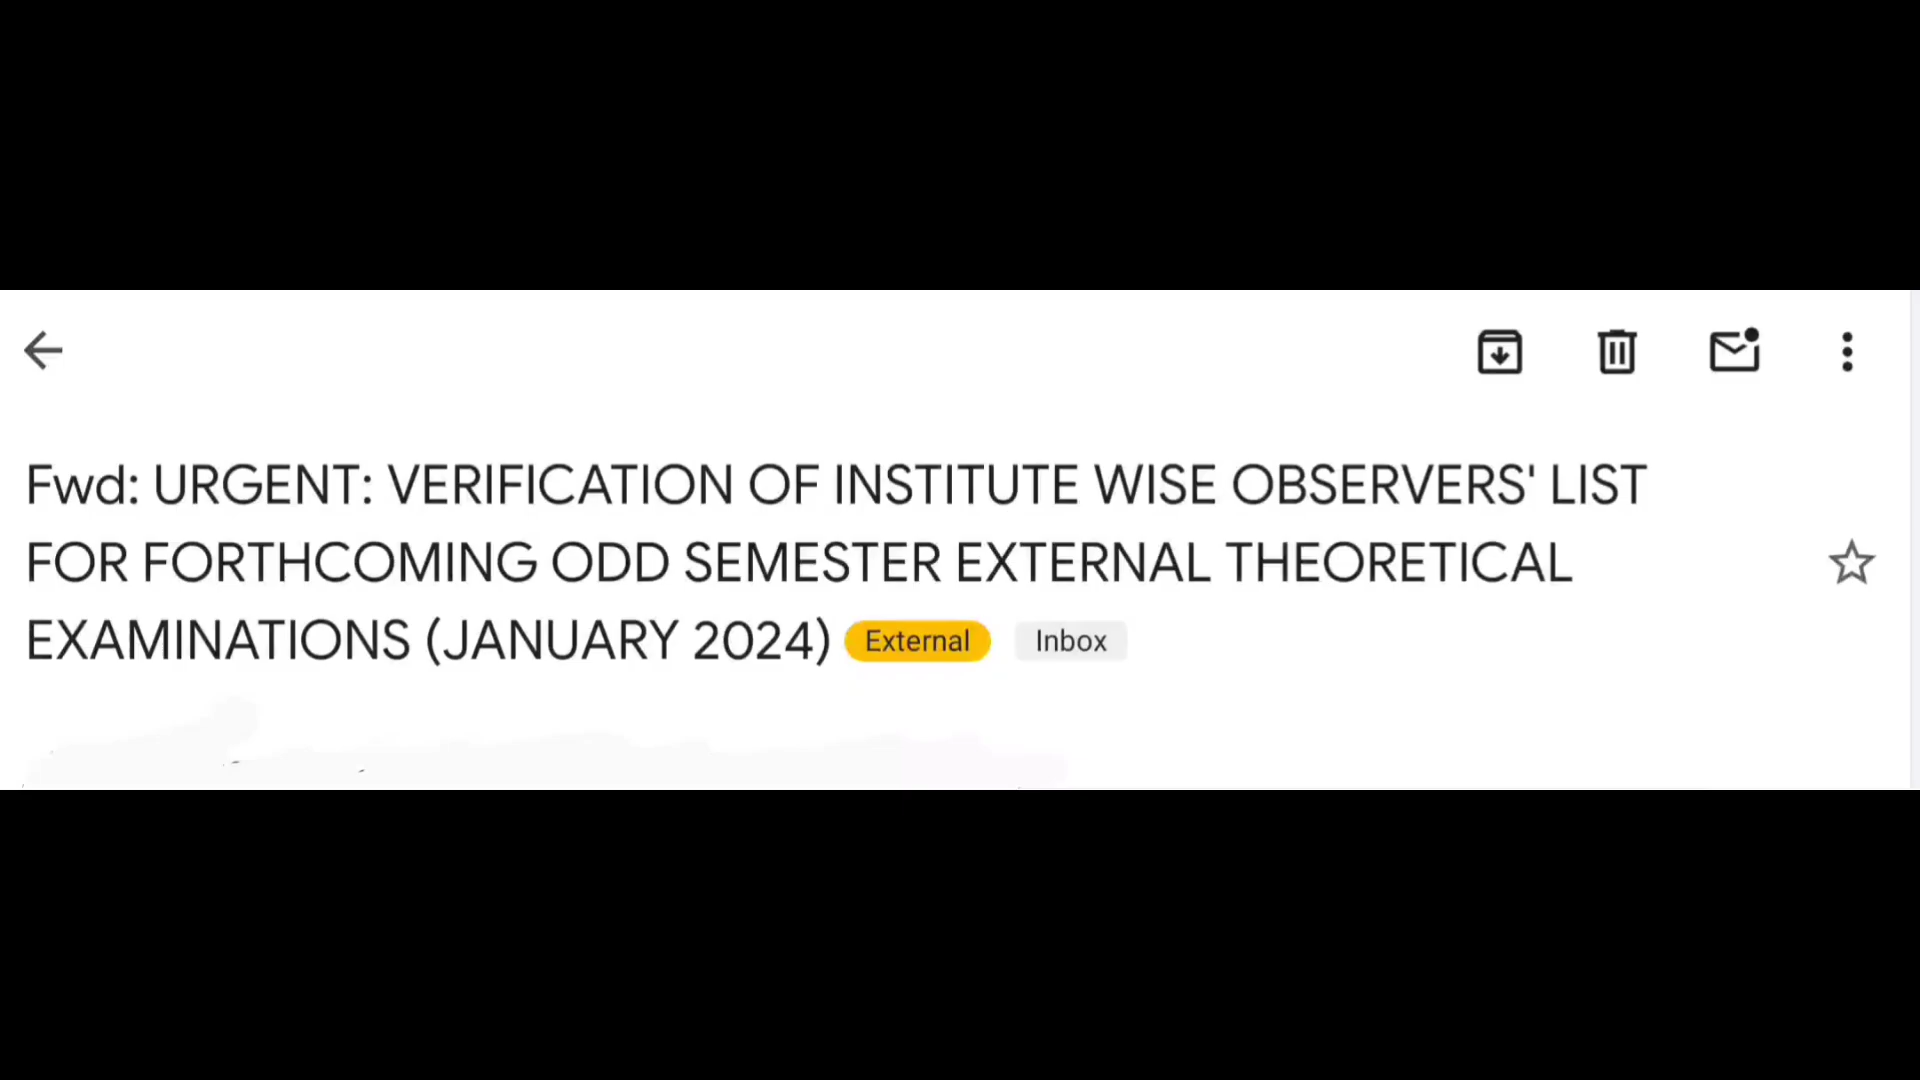 Fwd: URGENT: VERIFICATION OF INSTITUTE WISE OBSERVERS' LIST
FOR FORTHCOMING ODD SEMESTER EXTERNAL THEORETICAL
EXAMINATIONS (JANUARY 2024) External Inbox